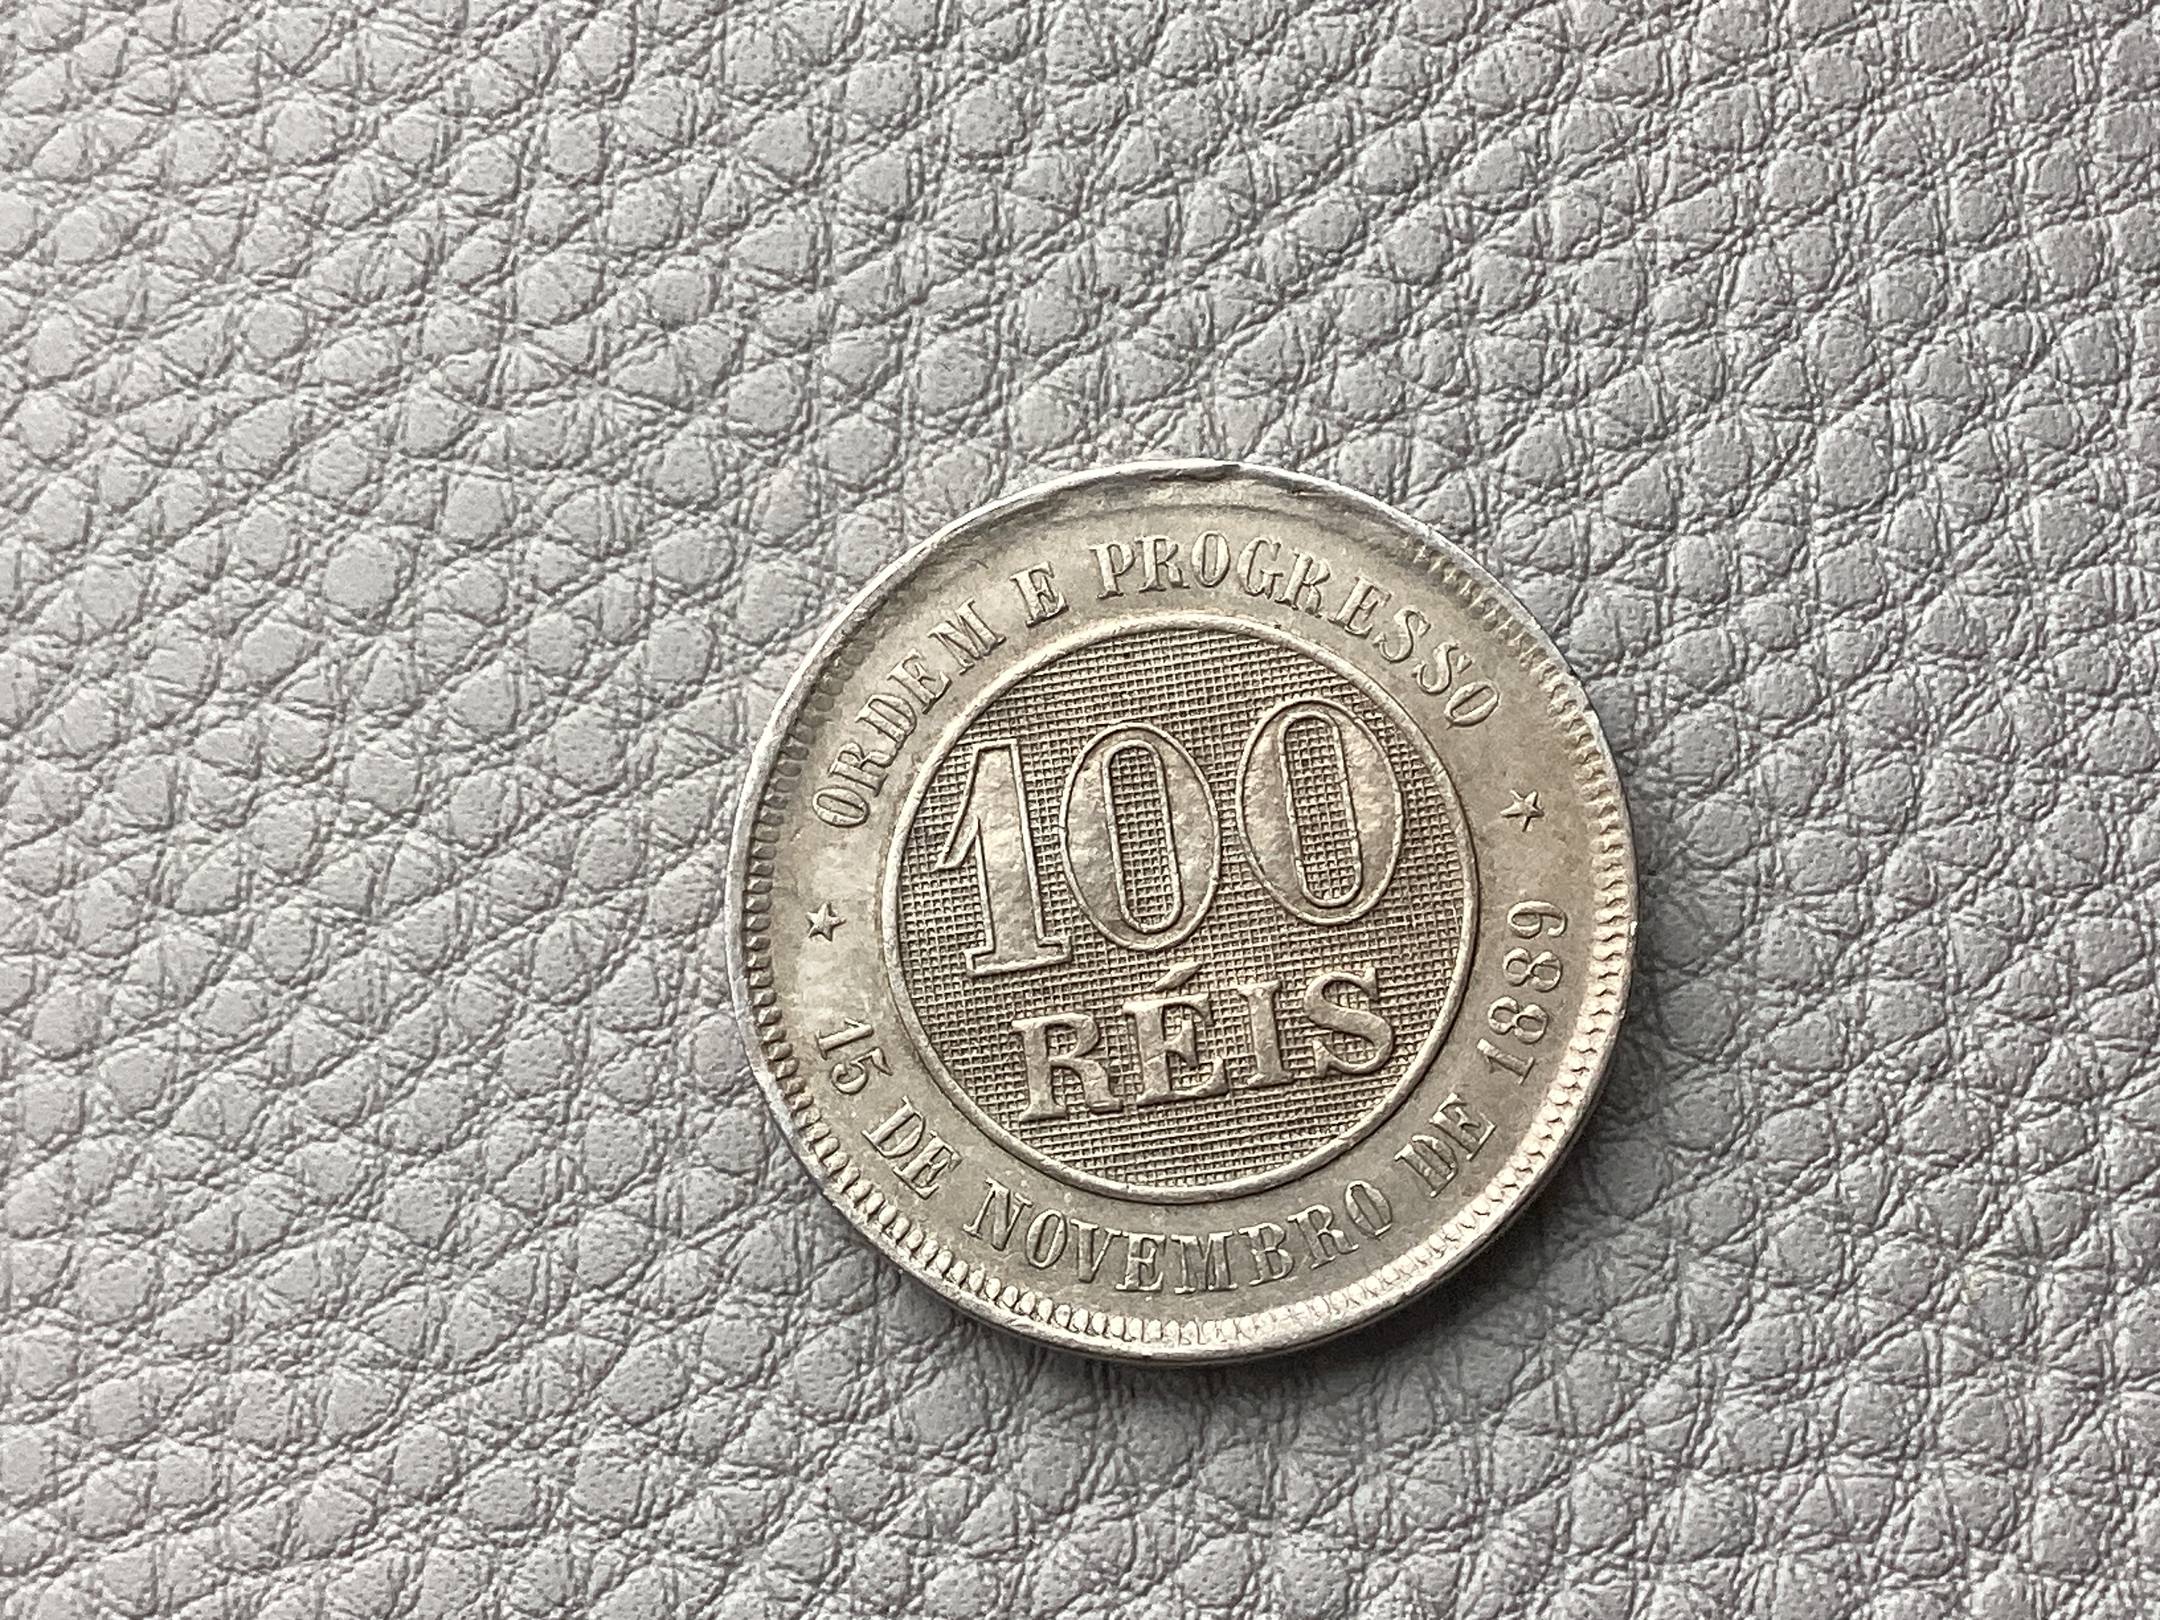 ORDEM E PROGRESSO
100
RÉIS
15 DE NOVEMBRO DE 1889